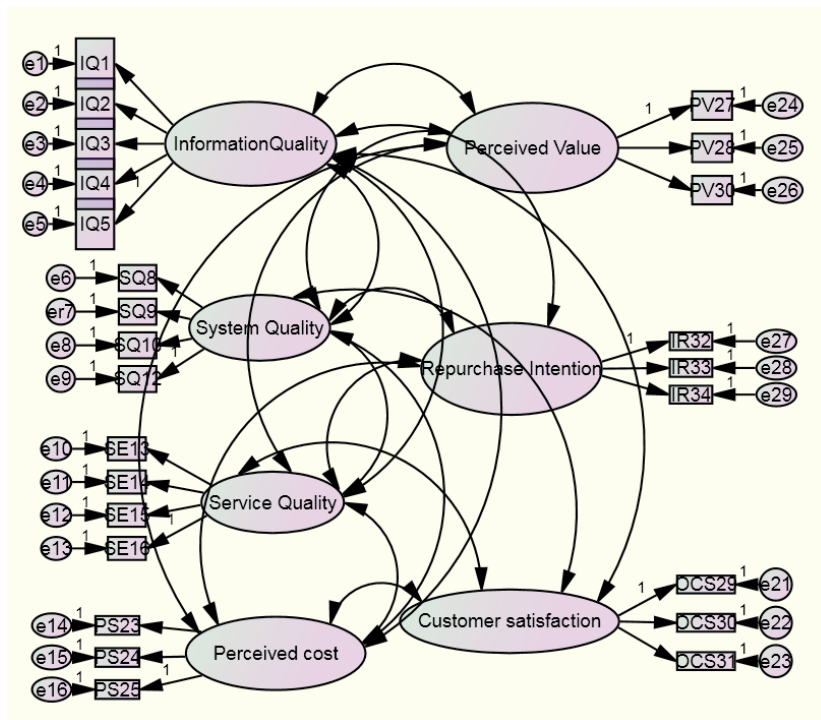 e1 1 IQ1
e2 1 IQ2
e3 1 IQ3
e4 1 IQ4 1
e5 1 IQ5
InformationQuality
Perceived Value
1 PV27 1 e24
PV28 1 e25
PV30 1 e26
e6 1 SQ8
er7 1 SQ9
e8 1 SQ10
e9 1 SQ12 1
System Quality
Repurchase Intention
1 IR32 1 e27
IR33 1 e28
IR34 1 e29
e10 1 SE13
e11 1 SE14
e12 1 SE15
e13 1 SE16 1
Service Quality
Customer satisfaction
1 OCS29 1 e21
OCS30 1 e22
OCS31 1 e23
e14 1 PS23
e15 1 PS24
e16 1 PS25 1
Perceived cost